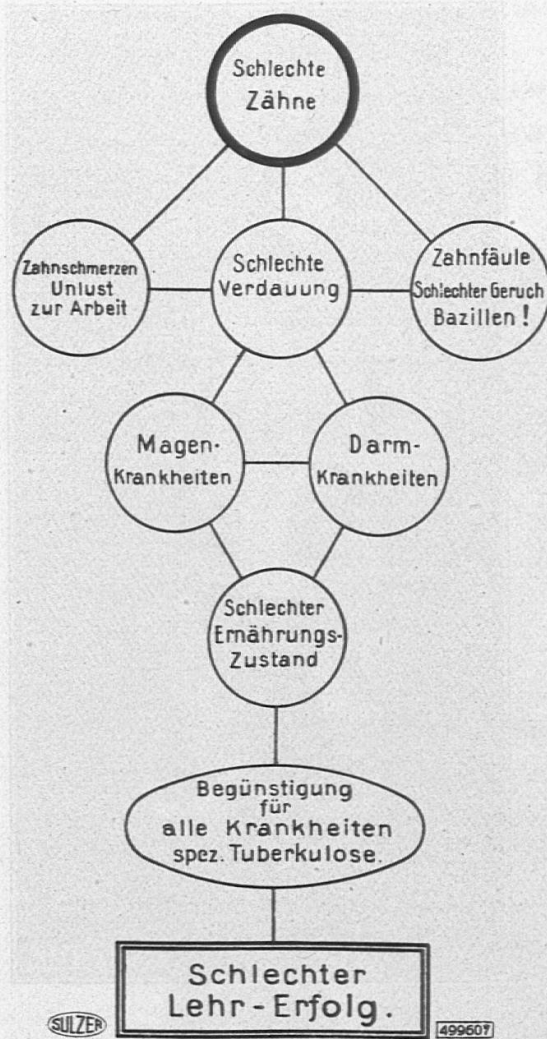 Schlechte
Zähne
Zahnschmerzen
Unlust
zur Arbeit
Schlechte
Verdauung
Zahnfäule
Schlechter Geruch
Bazillen!
Magen-
Krankheiten
Darm-
Krankheiten
Schlechter
Ernährungs-
Zustand
Begünstigung
für
alle Krankheiten
spez. Tuberkulose.
Schlechter
Lehr-Erfolg.
SULZER
499607